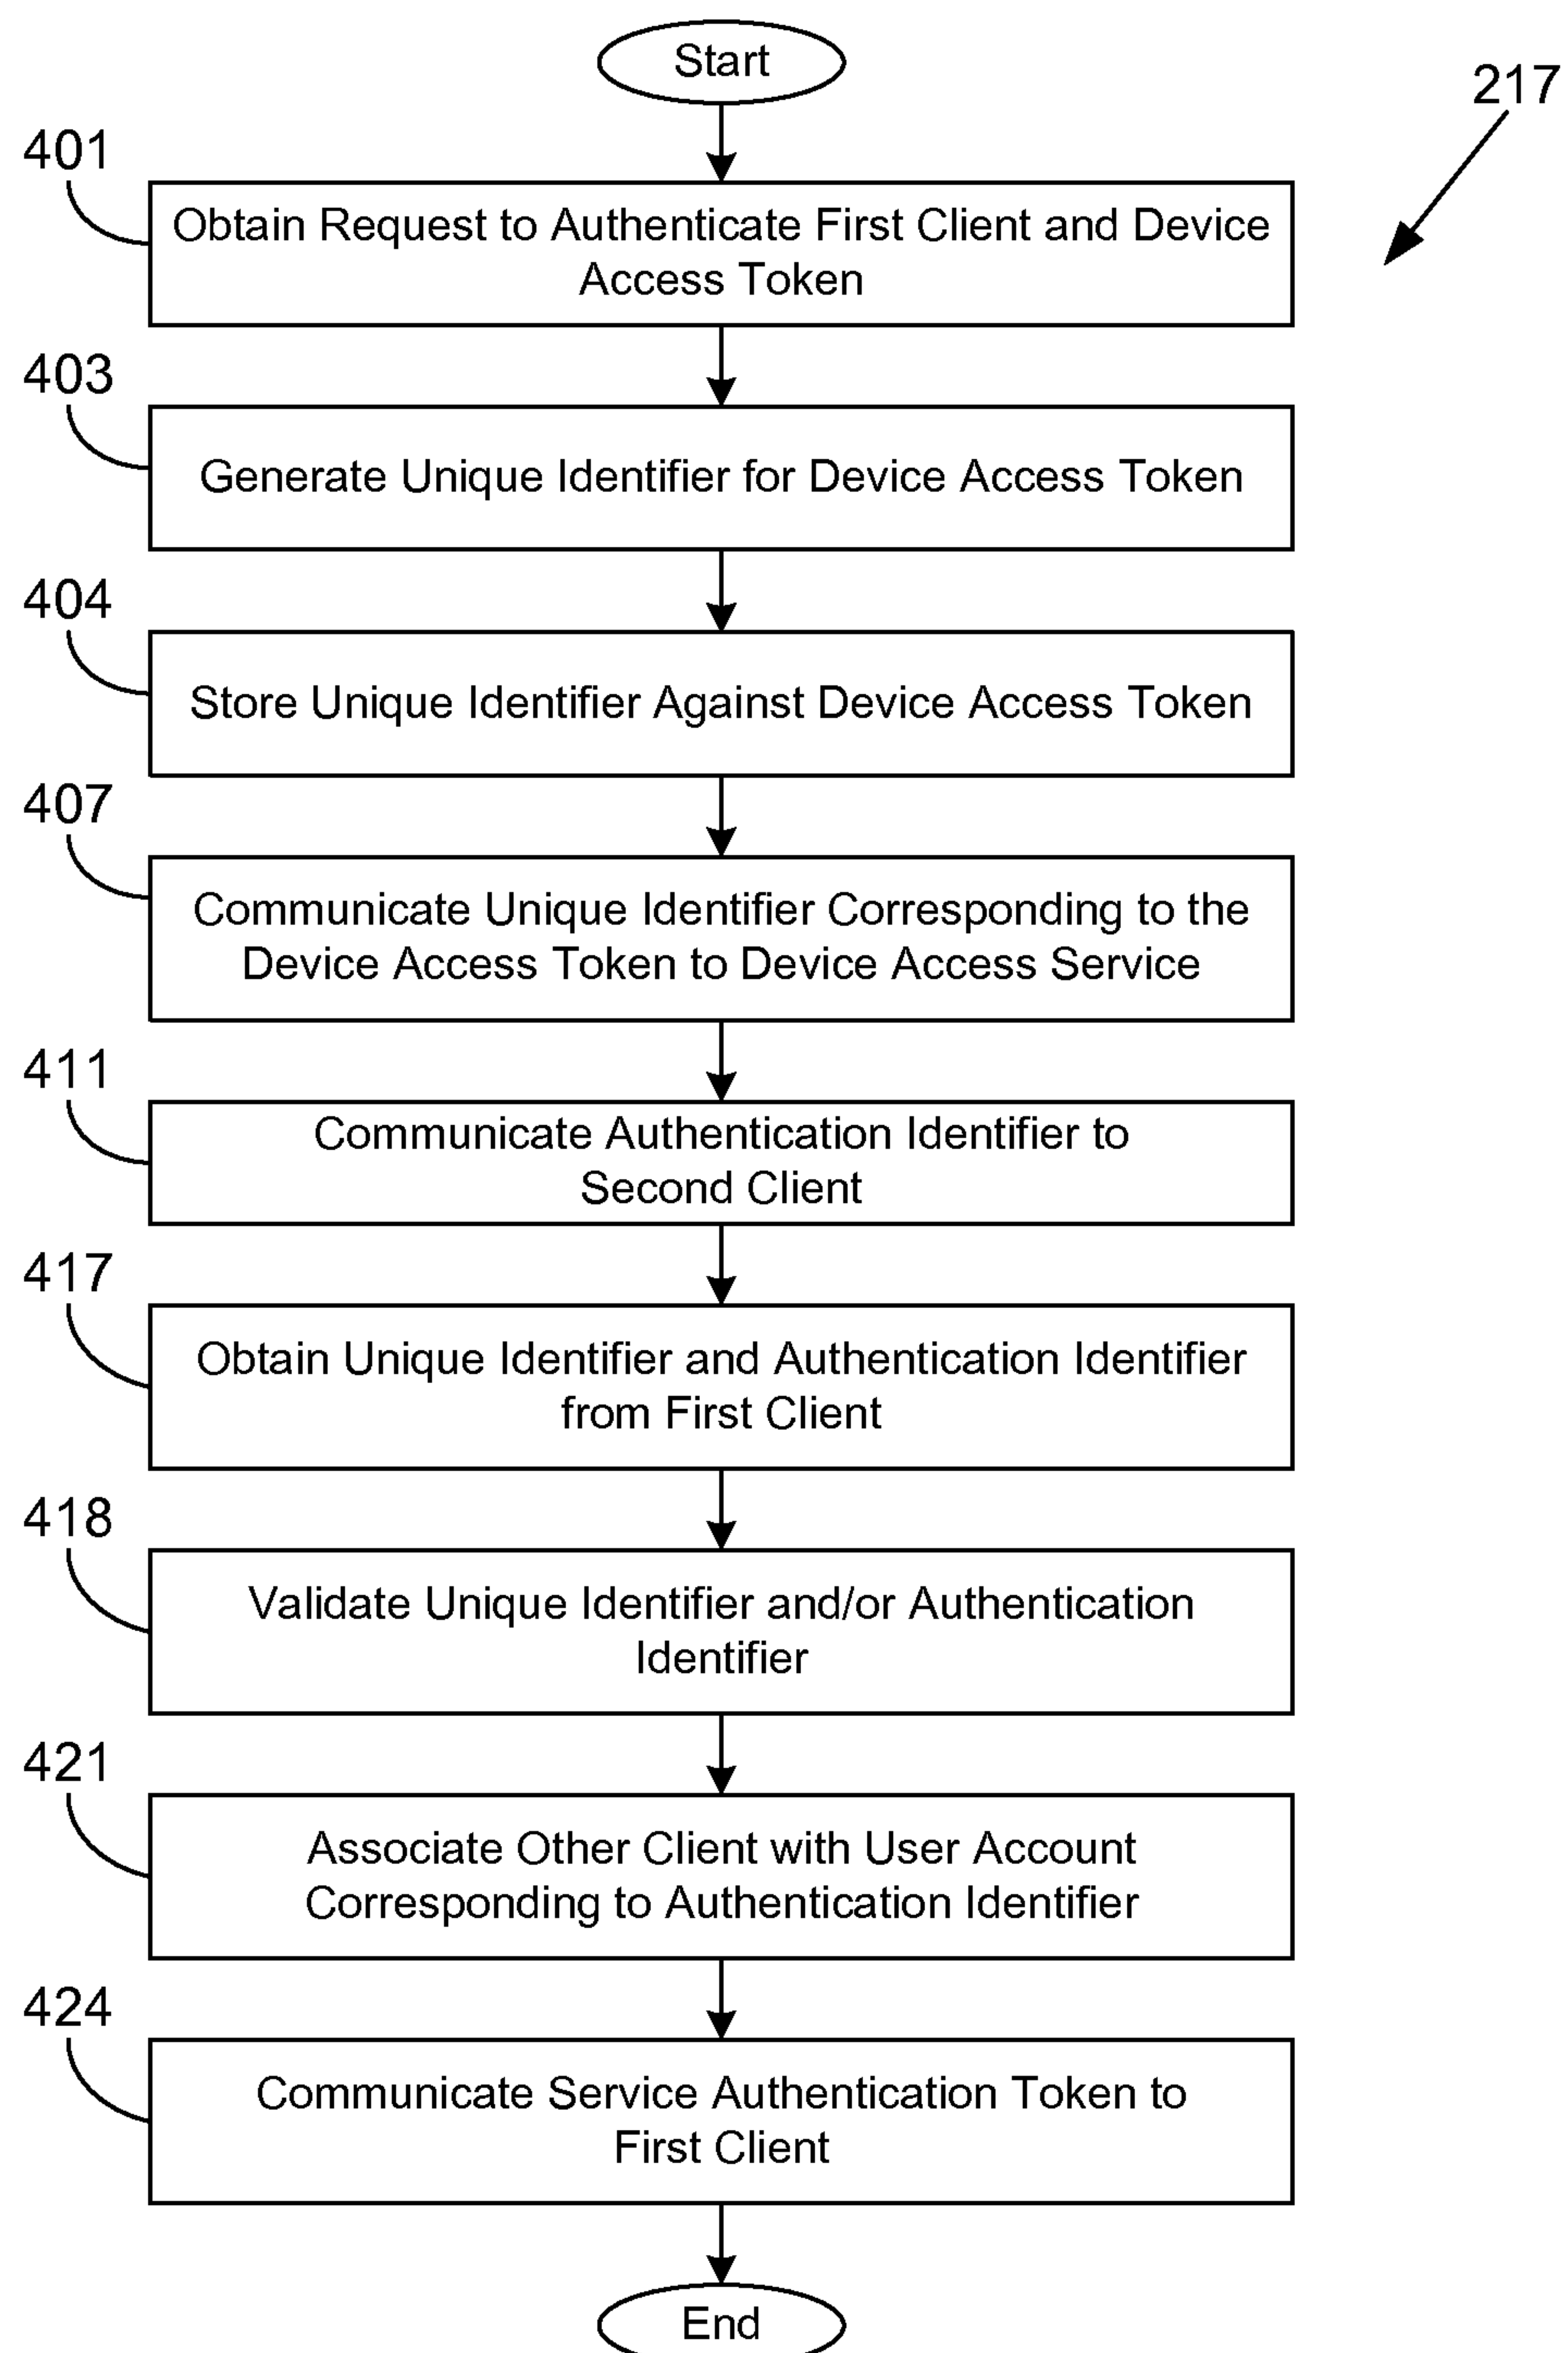 Start
217
401
Obtain Request to Authenticate First Client and Device
Access Token
403
Generate Unique Identifier for Device Access Token
404
Store Unique Identifier Against Device Access Token
407
Communicate Unique Identifier Corresponding to the
Device Access Token to Device Access Service
411
Communicate Authentication Identifier to
Second Client
417
Obtain Unique Identifier and Authentication Identifier
from First Client
418
Validate Unique Identifier and/or Authentication
Identifier
421
Associate Other Client with User Account
Corresponding to Authentication Identifier
424
Communicate Service Authentication Token to
First Client
End